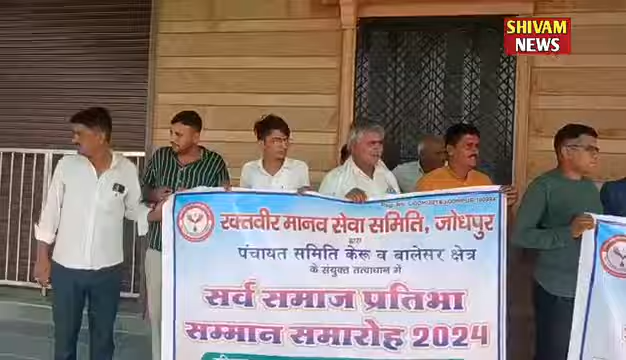 SHIVAM
NEWS
रक्तवीर मानव सेवा समिति, जोधपुर
द्वारा
पंचायत समिति केरू व बालेसर क्षेत्र
के संयुक्त तत्वाधान में
सर्व समाज प्रतिभा
सम्मान समारोह 2024